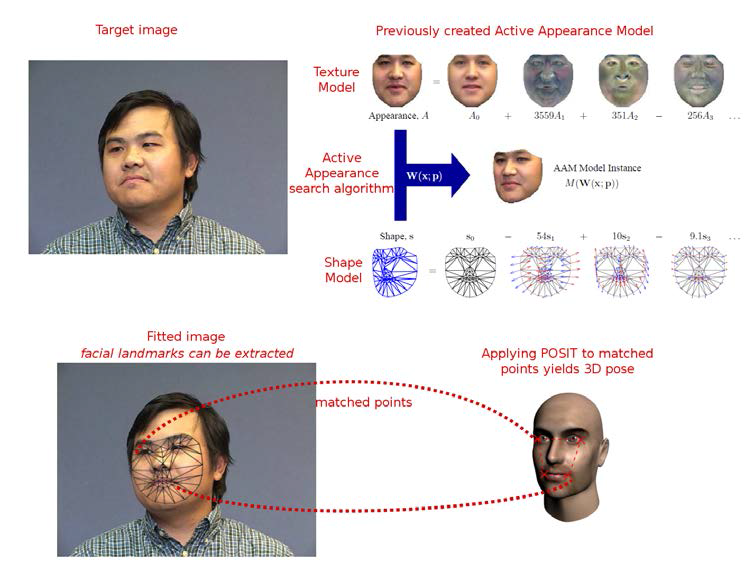 Target image
Previously created Active Appearance Model
Texture
Model
=
Appearance, A A₀ + 3559A₁ + 351A₂ − 256A₃ ...
Active
Appearance
search algorithm
W(x; p)
AAM Model Instance
M(W(x; p))
Shape, s s₀ − 54s₁ + 10s₂ − 9.1s₃ ...
Shape
Model
=
Fitted image
facial landmarks can be extracted
Applying POSIT to matched
points yields 3D pose
matched points